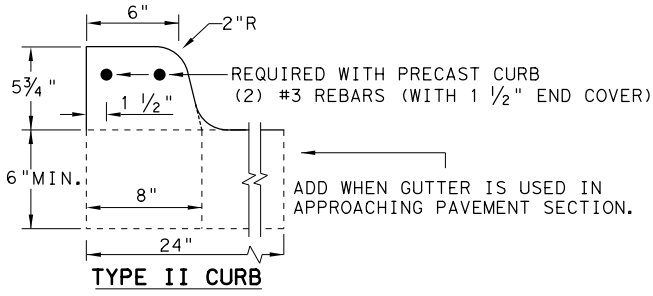 6"
2"R
5¾"
REQUIRED WITH PRECAST CURB
(2) #3 REBARS (WITH 1 ½" END COVER)
1 ½"
6"MIN.
8"
ADD WHEN GUTTER IS USED IN
APPROACHING PAVEMENT SECTION.
24"
TYPE II CURB